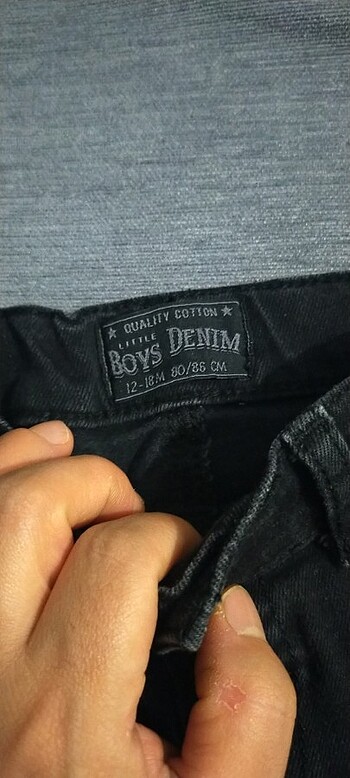 ★ QUALITY COTTON ★
LITTLE
BOYS DENIM
12-18M 80/86 CM